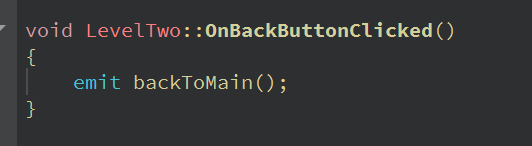 void LevelTwo::OnBackButtonClicked()
{
    emit backToMain();
}